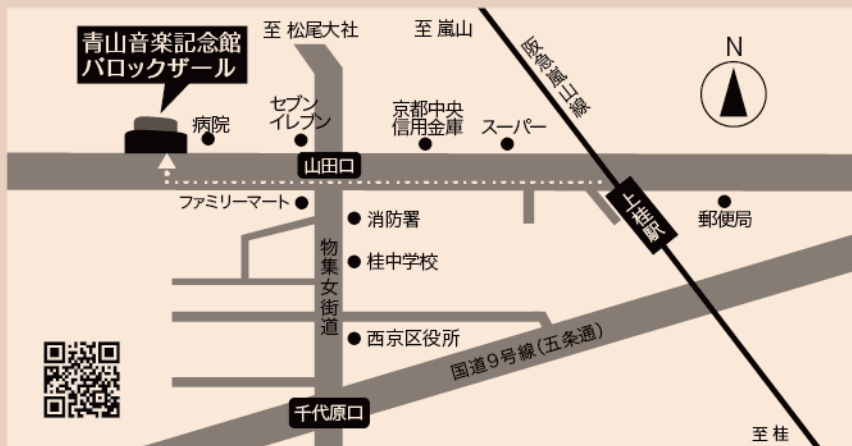 至 松尾大社
至 嵐山
青山音楽記念館
バロックザール
阪急嵐山線
N
病院
セブン
イレブン
京都中央
信用金庫
スーパー
山田口
ファミリーマート
消防署
上桂駅
郵便局
物集女街道
桂中学校
西京区役所
国道9号線(五条通)
千代原口
至 桂